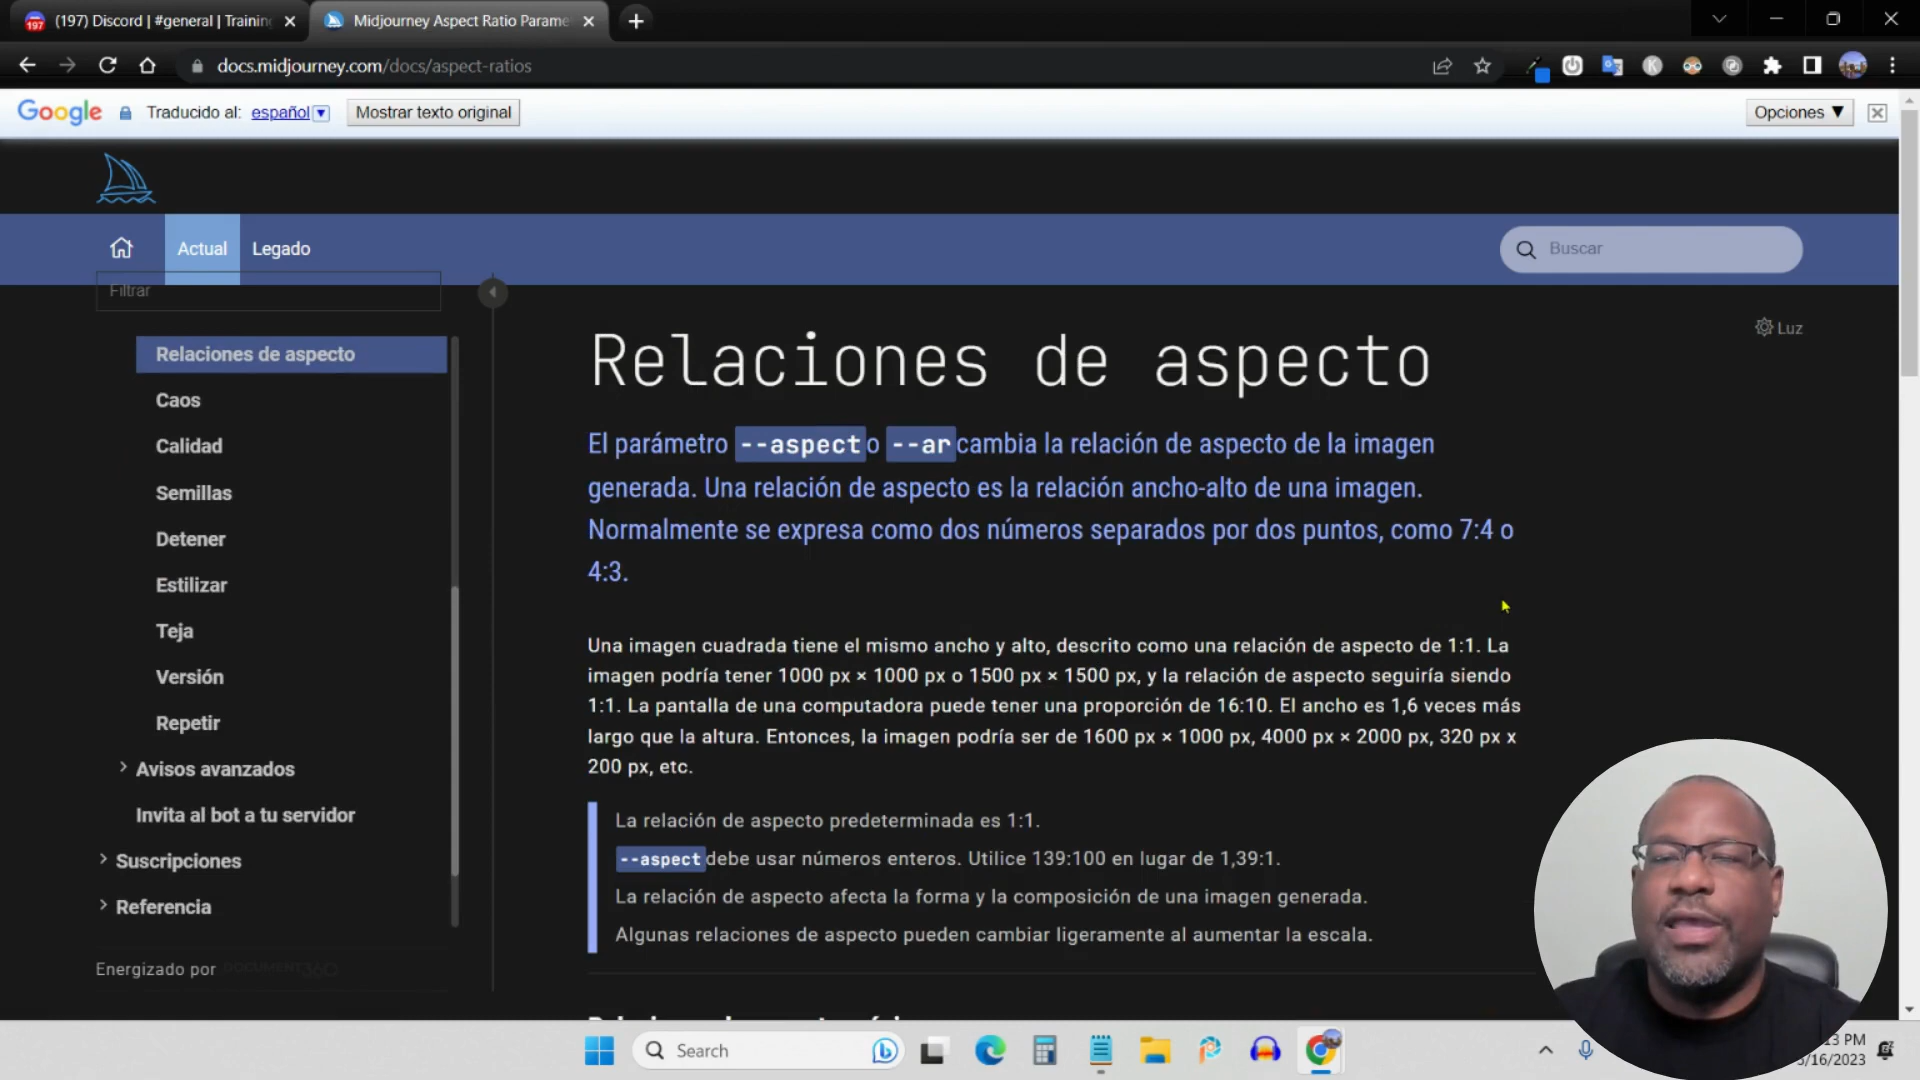 (197) Discord | #general | Training
Midjourney Aspect Ratio Parame
docs.midjourney.com/docs/aspect-ratios
Google Traducido al: español Mostrar texto original Opciones ▼
Actual Legado Buscar
Filtrar
Luz
Relaciones de aspecto
Caos
Calidad
Semillas
Detener
Estilizar
Teja
Versión
Repetir
Avisos avanzados
Invita al bot a tu servidor
Suscripciones
Referencia
Energizado por DOCUMENT360
Relaciones de aspecto
El parámetro --aspect o --ar cambia la relación de aspecto de la imagen
generada. Una relación de aspecto es la relación ancho-alto de una imagen.
Normalmente se expresa como dos números separados por dos puntos, como 7:4 o
4:3.
Una imagen cuadrada tiene el mismo ancho y alto, descrito como una relación de aspecto de 1:1. La
imagen podría tener 1000 px × 1000 px o 1500 px × 1500 px, y la relación de aspecto seguiría siendo
1:1. La pantalla de una computadora puede tener una proporción de 16:10. El ancho es 1,6 veces más
largo que la altura. Entonces, la imagen podría ser de 1600 px × 1000 px, 4000 px × 2000 px, 320 px x
200 px, etc.
La relación de aspecto predeterminada es 1:1.
--aspect debe usar números enteros. Utilice 139:100 en lugar de 1,39:1.
La relación de aspecto afecta la forma y la composición de una imagen generada.
Algunas relaciones de aspecto pueden cambiar ligeramente al aumentar la escala.
Search
13 PM
/16/2023